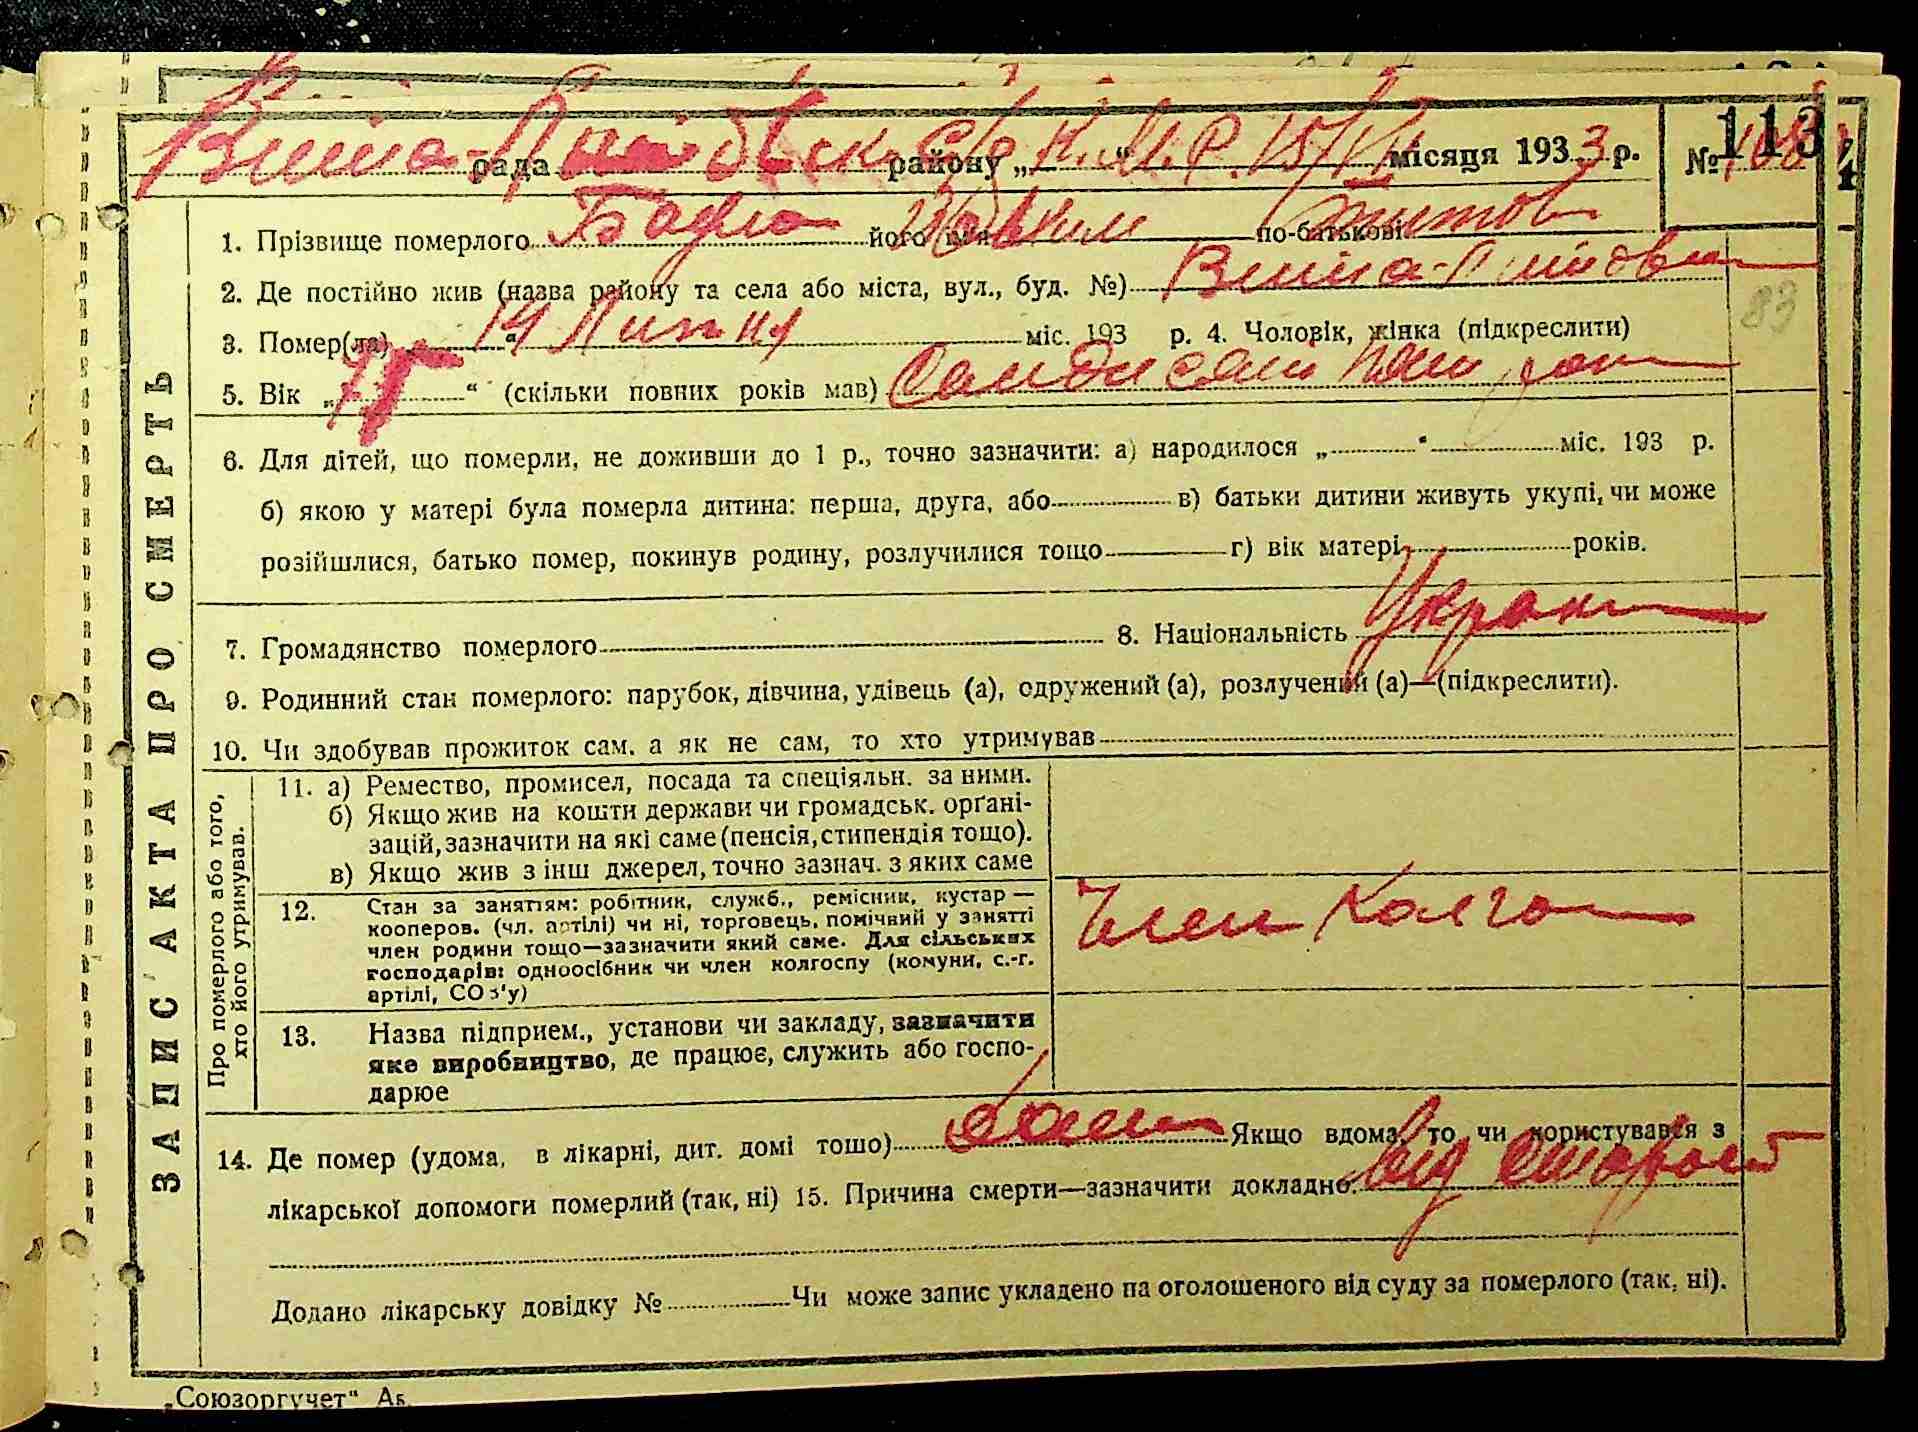 рада районУ „ “ 15/VII місяця 1933 р. № 113
1. Прізвище померлого його ім'я по-батькові Титов
2. Де постійно жив (назва району та села або міста, вул., буд. №)
3. Помер(ла) „14 Липня міс. 193 р. 4. Чоловік, жінка (підкреслити)
5. Вік „75“ (скільки повних років мав)
6. Для дітей, що померли, не доживши до 1 р., точно зазначити: а) народилося „ “ міс. 193 р.
б) якою у матері була померла дитина: перша, друга, або в) батьки дитини живуть укупі, чи може
розійшлися, батько помер, покинув родину, розлучилися тощо г) вік матері років.
7. Громадянство померлого 8. Національність Украин
9. Родинний стан померлого: парубок, дівчина, удівець (а), одружений (а), розлучений (а)—(підкреслити).
10. Чи здобував прожиток сам, а як не сам, то хто утримував
Про померлого або того, хто його утримував.
11. а) Ремество, промисел, посада та спеціяльн. за ними.
б) Якщо жив на кошти держави чи громадськ. орґані-
зацій, зазначити на які саме (пенсія, стипендія тощо).
в) Якщо жив з інш джерел, точно зазнач. з яких саме
12. Стан за заняттям: робітник, служб., ремісник, кустар —
кооперов. (чл. артілі) чи ні, торговець, помічний у занятті
член родини тощо—зазначити який саме. Для сільських
господарів: одноосібник чи член колгоспу (комуни, с.-г.
артілі, СОЗ'у)
Член Колго
13. Назва підприєм., установи чи закладу, зазначити
яке виробництво, де працює, служить або госпо-
дарює
14. Де помер (удома, в лікарні, дит. домі тощо) Якщо вдома, то чи користувався з
лікарської допомоги померлий (так, ні) 15. Причина смерти—зазначити докладно від старост
Додано лікарську довідку № Чи може запис укладено па оголошеного від суду за померлого (так, ні).
ЗАПИС АКТА ПРО СМЕРТЬ
83
„Союзоргучет“